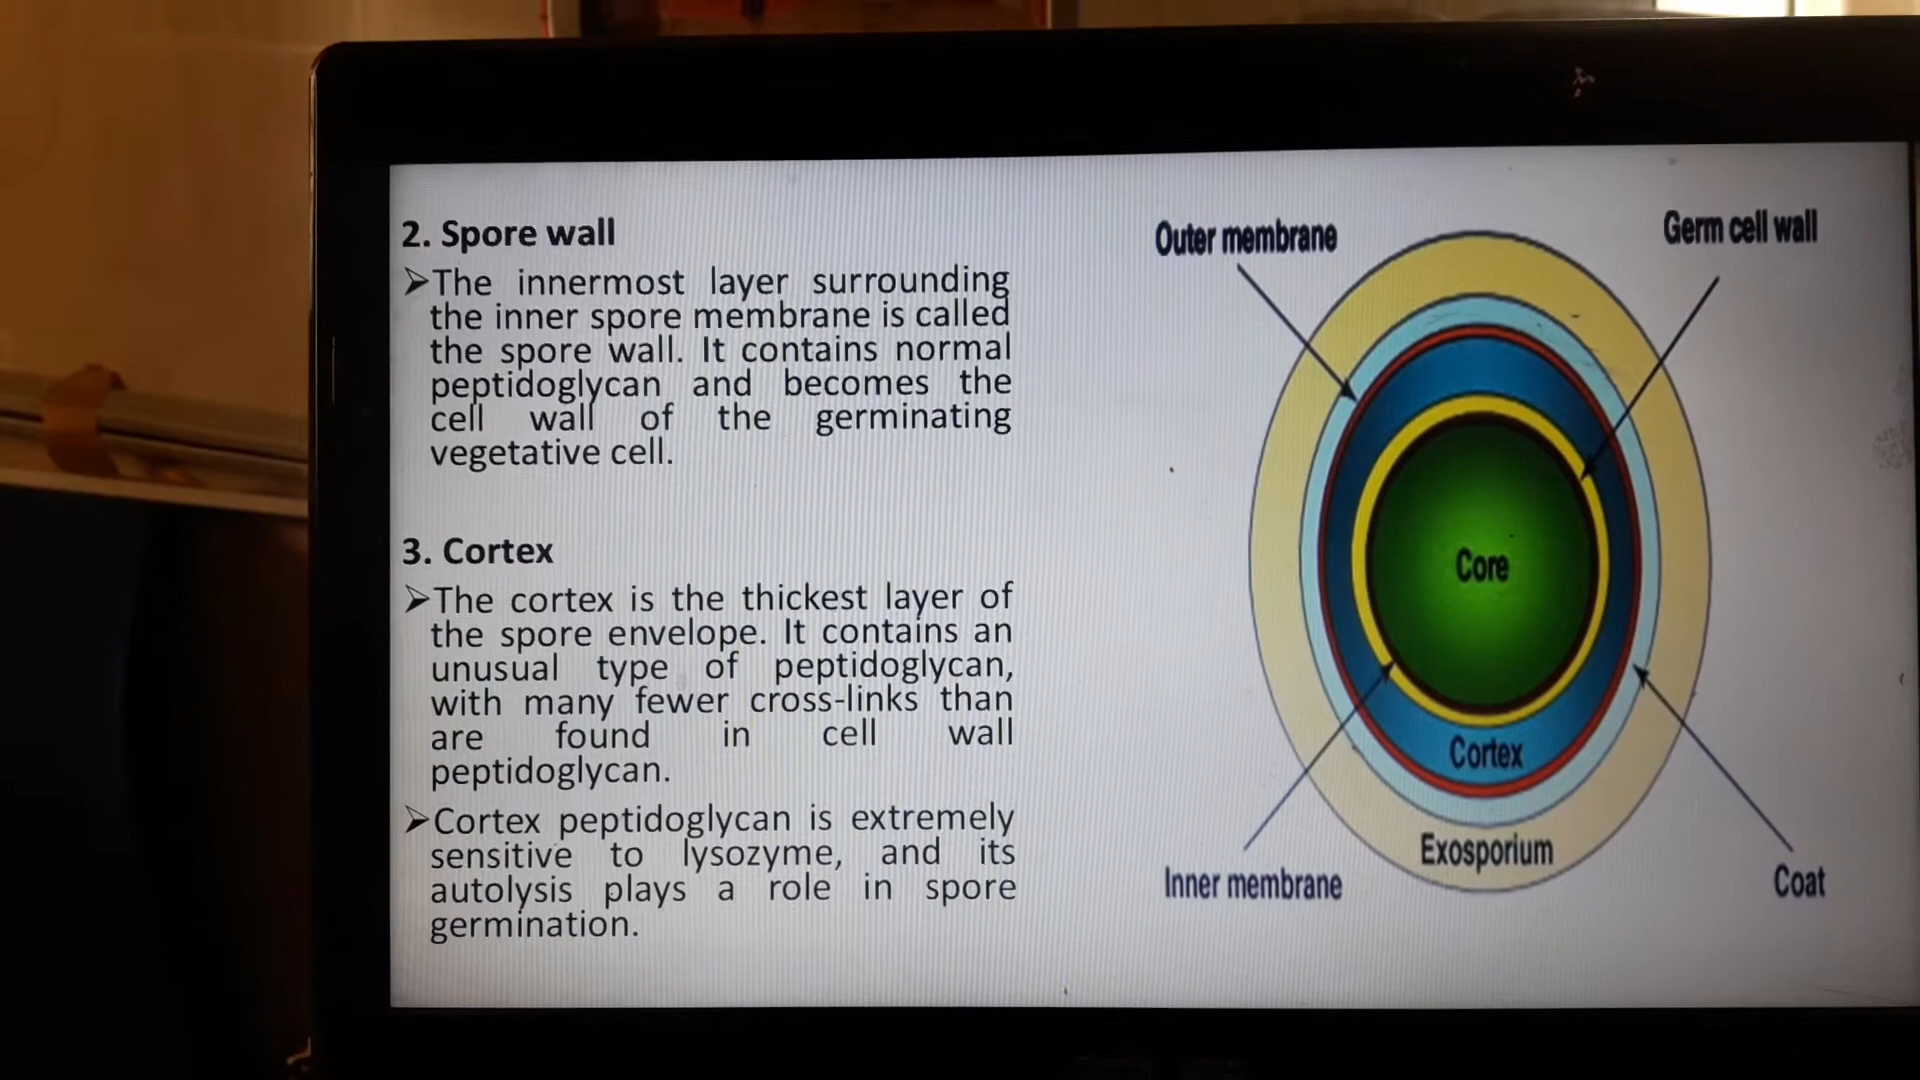 2. Spore wall
➢The innermost layer surrounding
the inner spore membrane is called
the spore wall. It contains normal
peptidoglycan and becomes the
cell wall of the germinating
vegetative cell.
3. Cortex
➢The cortex is the thickest layer of
the spore envelope. It contains an
unusual type of peptidoglycan,
with many fewer cross-links than
are found in cell wall
peptidoglycan.
➢Cortex peptidoglycan is extremely
sensitive to lysozyme, and its
autolysis plays a role in spore
germination.
Outer membrane
Germ cell wall
Core
Cortex
Exosporium
Inner membrane
Coat